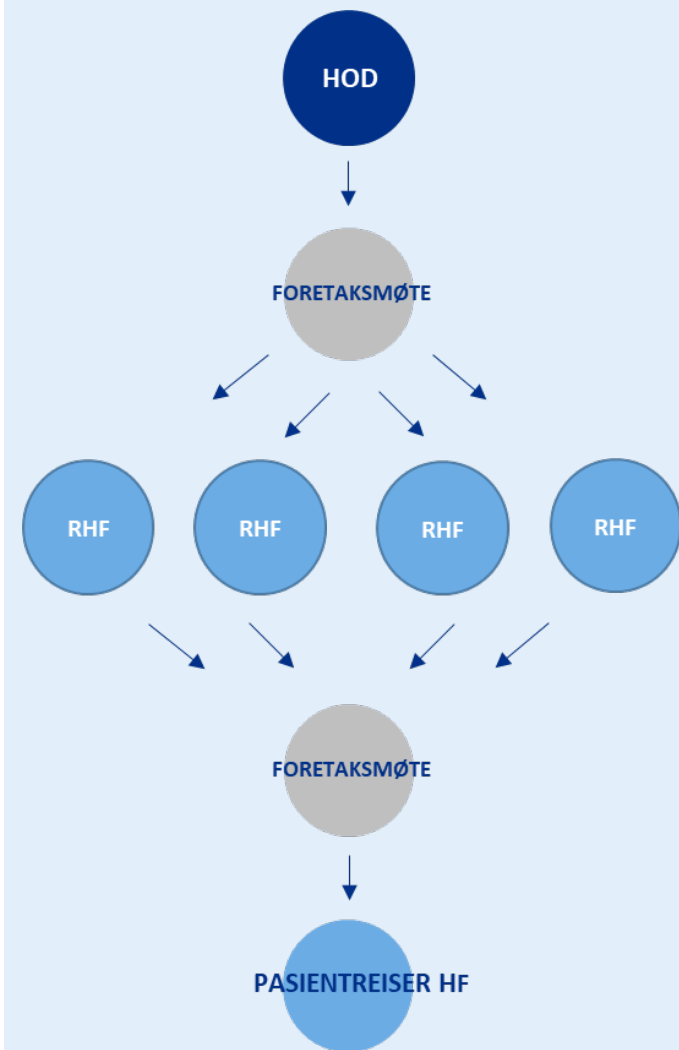 HOD
FORETAKSMØTE
RHF
RHF
RHF
RHF
FORETAKSMØTE
PASIENTREISER HF